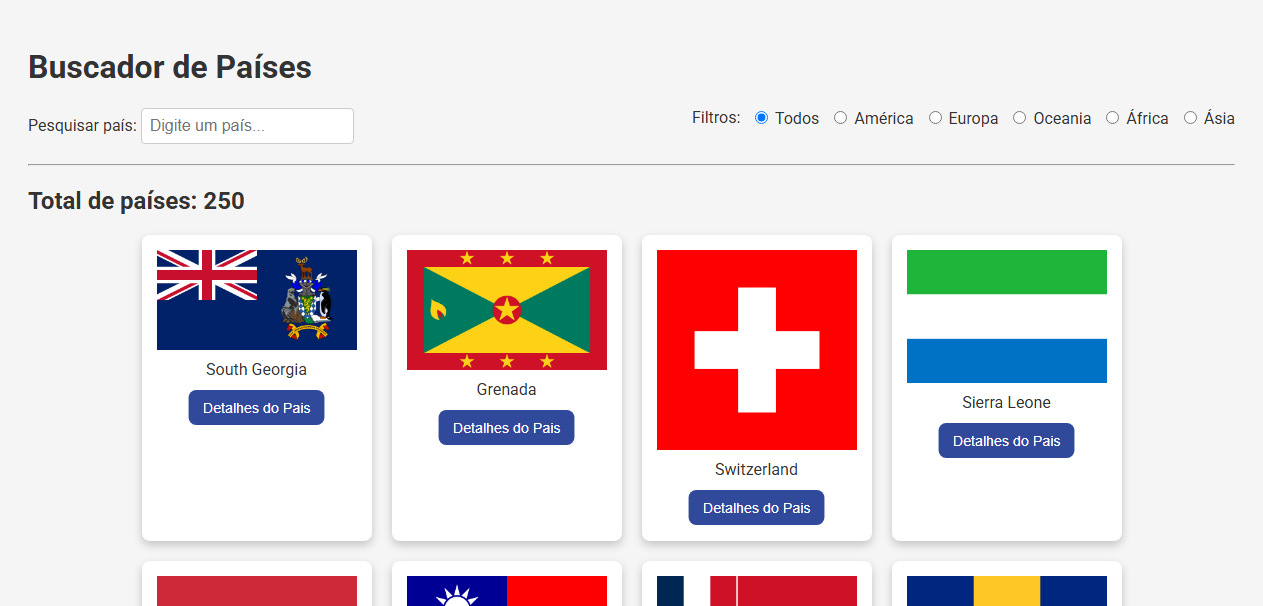 Buscador de Países
Pesquisar país: Digite um país...
Filtros: Todos América Europa Oceania África Ásia
Total de países: 250
South Georgia
Detalhes do Pais
Grenada
Detalhes do Pais
Switzerland
Detalhes do Pais
Sierra Leone
Detalhes do Pais